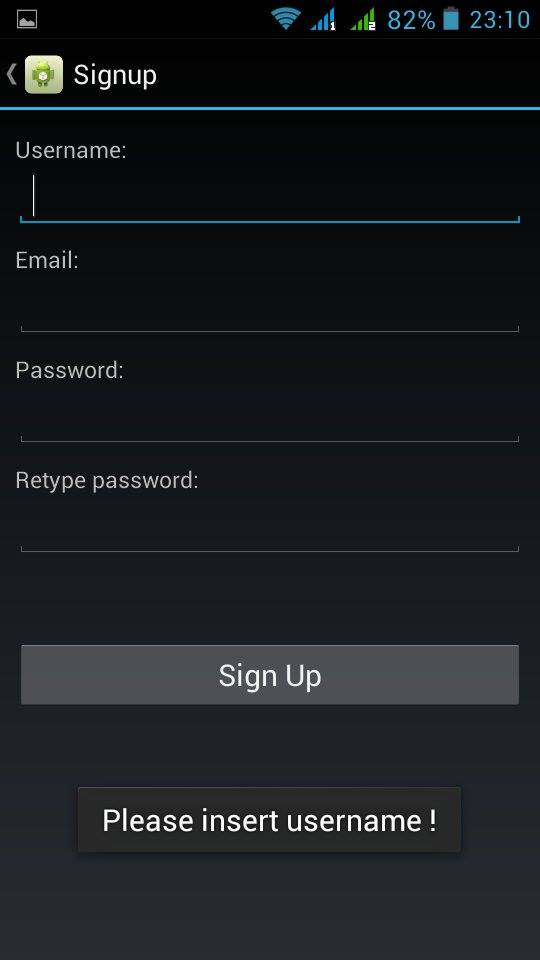 82% 23:10
Signup
Username:
Email:
Password:
Retype password:
Sign Up
Please insert username !